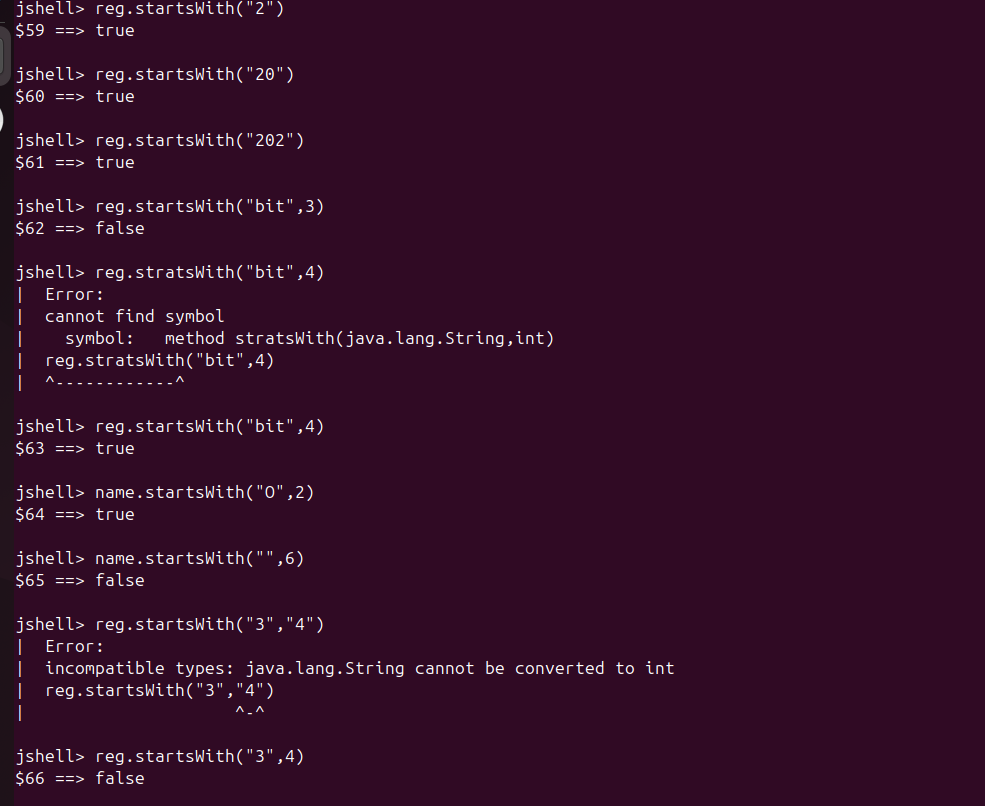 jshell> reg.startsWith("2")
$59 ==> true
jshell> reg.startsWith("20")
$60 ==> true
jshell> reg.startsWith("202")
$61 ==> true
jshell> reg.startsWith("bit",3)
$62 ==> false
jshell> reg.stratsWith("bit",4)
|  Error:
|  cannot find symbol
|    symbol:   method stratsWith(java.lang.String,int)
|  reg.stratsWith("bit",4)
|  ^------------^
jshell> reg.startsWith("bit",4)
$63 ==> true
jshell> name.startsWith("O",2)
$64 ==> true
jshell> name.startsWith("",6)
$65 ==> false
jshell> reg.startsWith("3","4")
|  Error:
|  incompatible types: java.lang.String cannot be converted to int
|  reg.startsWith("3","4")
|                     ^-^
jshell> reg.startsWith("3",4)
$66 ==> false